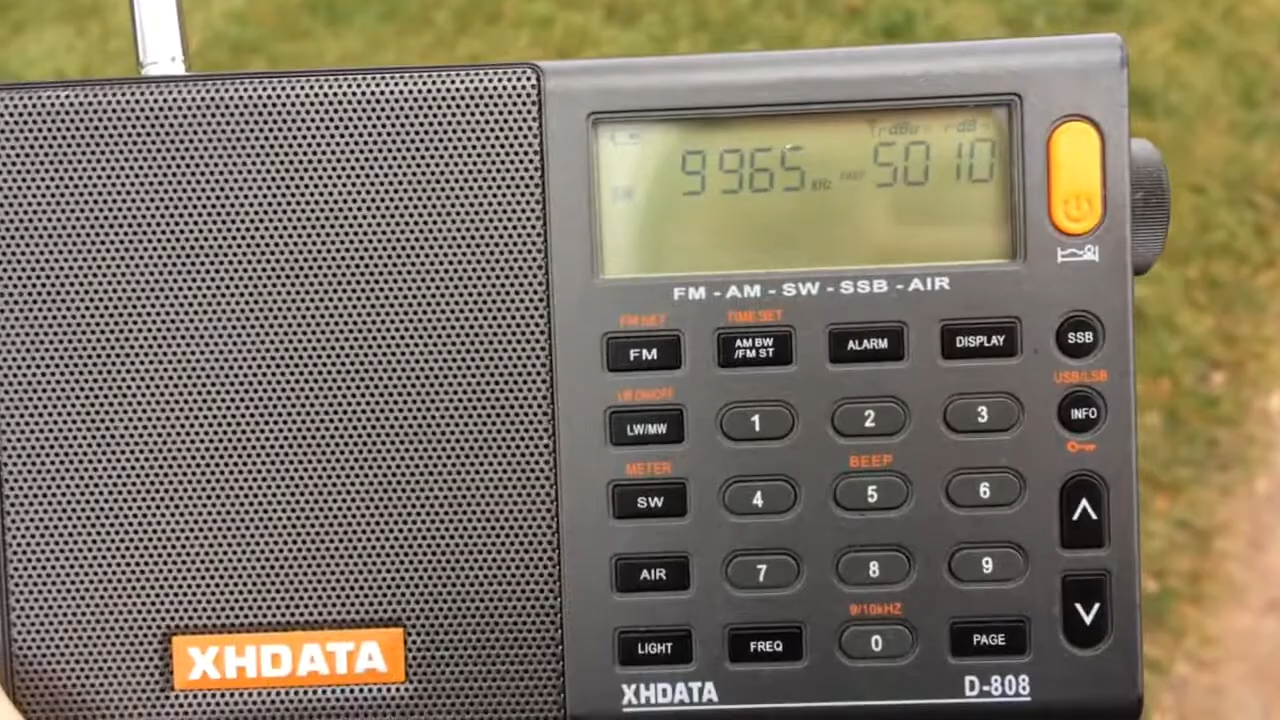 9965 KHz FAST 5010
FM - AM - SW - SSB - AIR
FM NET TIME SET
FM AM BW ALARM DISPLAY SSB
/FM ST
USB/LSB
LW ON/OFF
LW/MW 1 2 3 INFO
METER BEEP
SW 4 5 6
AIR 7 8 9
9/10kHZ
LIGHT FREQ 0 PAGE
XHDATA
XHDATA D-808